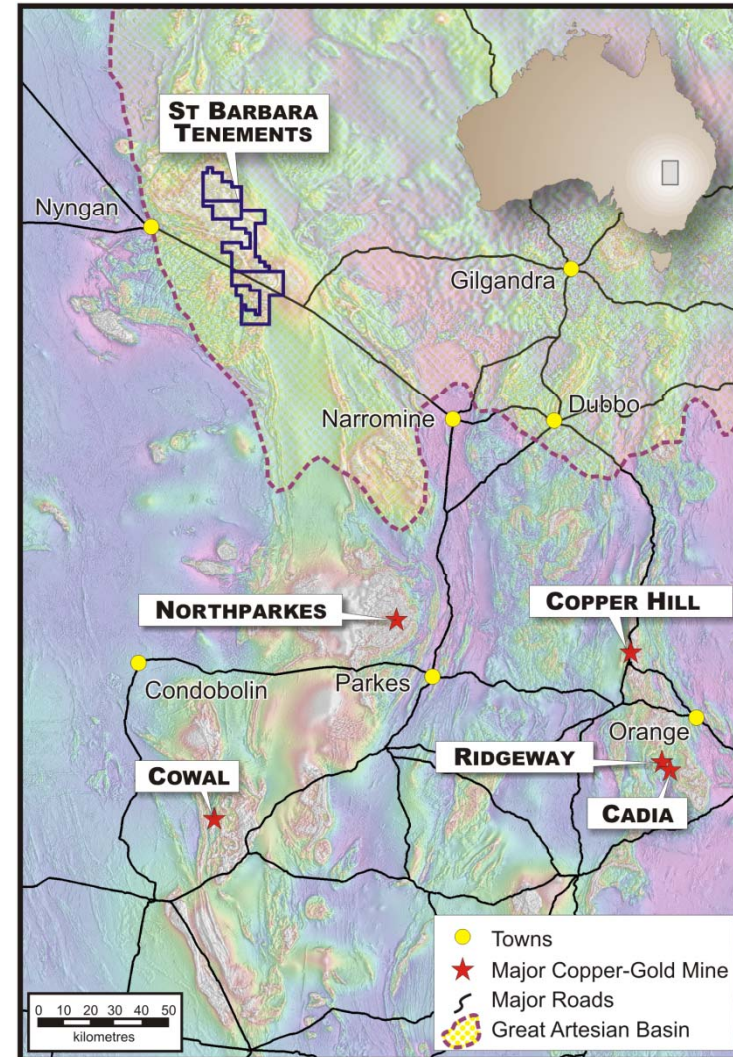 ST BARBARA
TENEMENTS
Nyngan
Gilgandra
Narromine
Dubbo
NORTHPARKES
COPPER HILL
Condobolin
Parkes
Orange
RIDGEWAY
COWAL
CADIA
Towns
Major Copper-Gold Mine
Major Roads
Great Artesian Basin
0 10 20 30 40 50
kilometres